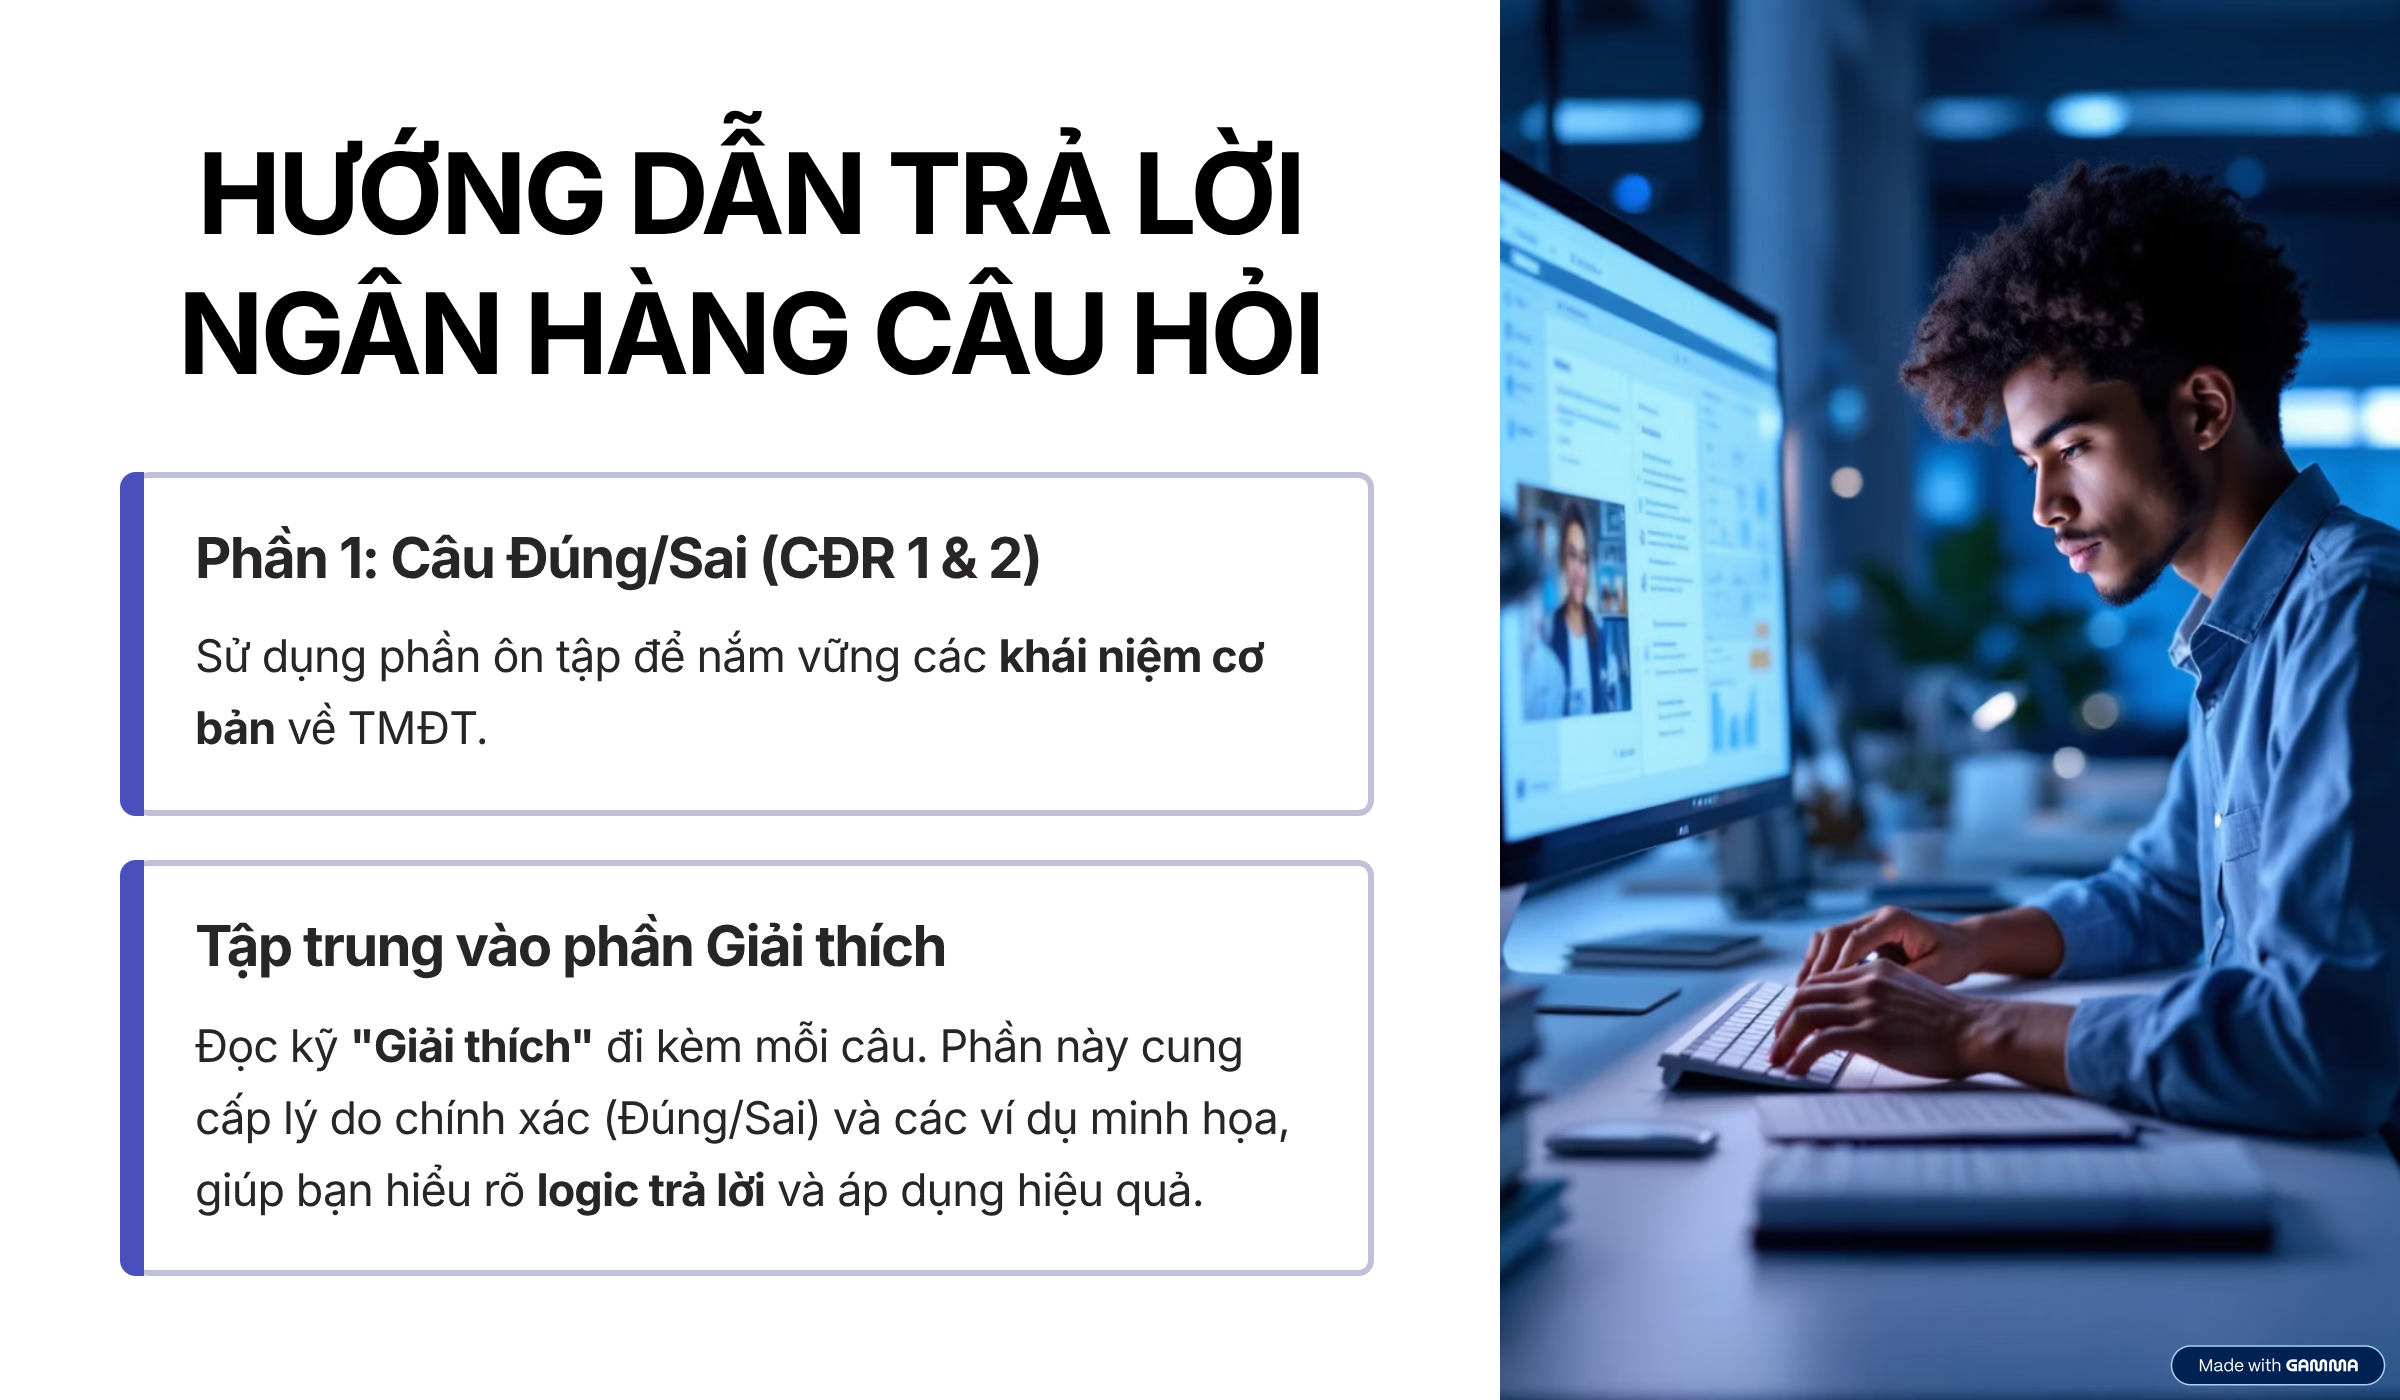 HƯỚNG DẪN TRẢ LỜI
NGÂN HÀNG CÂU HỎI
Phần 1: Câu Đúng/Sai (CĐR 1 & 2)
Sử dụng phần ôn tập để nắm vững các khái niệm cơ
bản về TMĐT.
Tập trung vào phần Giải thích
Đọc kỹ "Giải thích" đi kèm mỗi câu. Phần này cung
cấp lý do chính xác (Đúng/Sai) và các ví dụ minh họa,
giúp bạn hiểu rõ logic trả lời và áp dụng hiệu quả.
Made with GAMMA